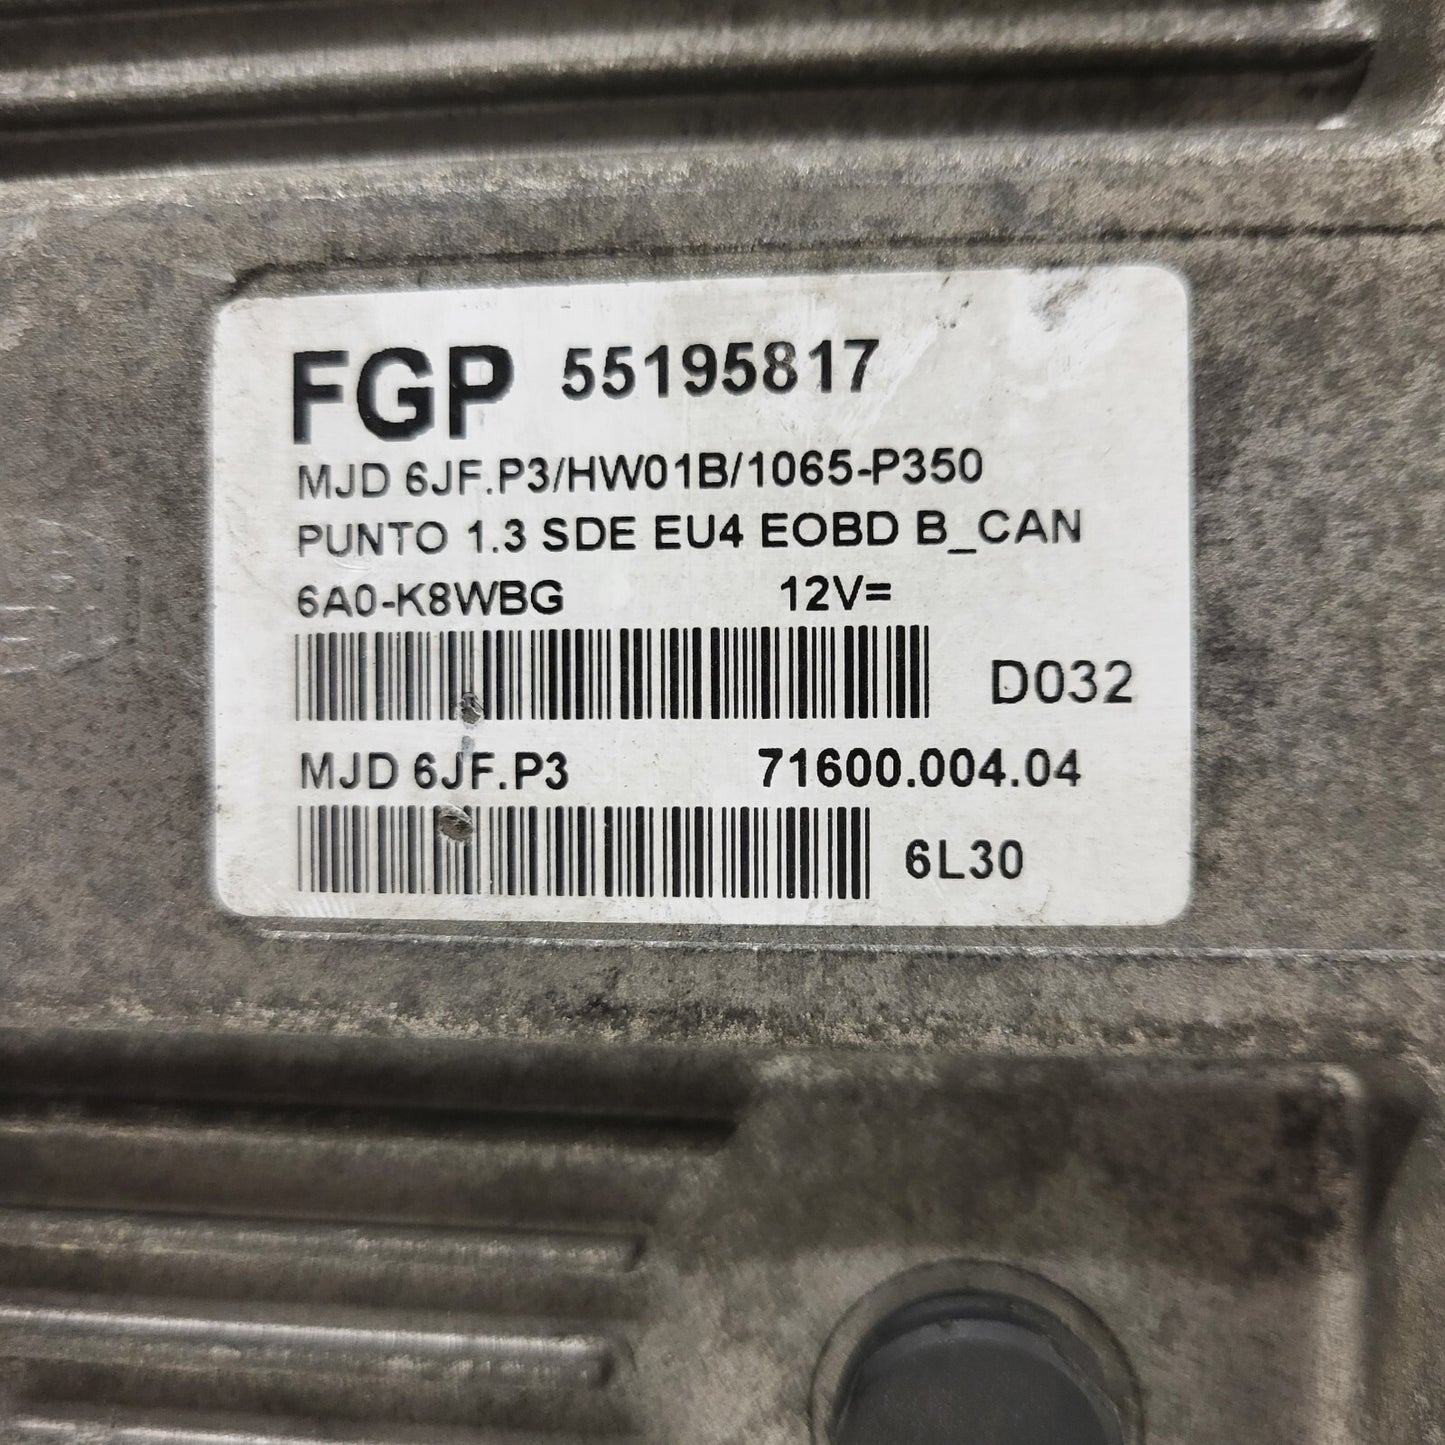 FGP 55195817
MJD 6JF.P3/HW01B/1065-P350
PUNTO 1.3 SDE EU4 EOBD B_CAN
6A0-K8WBG 12V=
D032
MJD 6JF.P3 71600.004.04
6L30